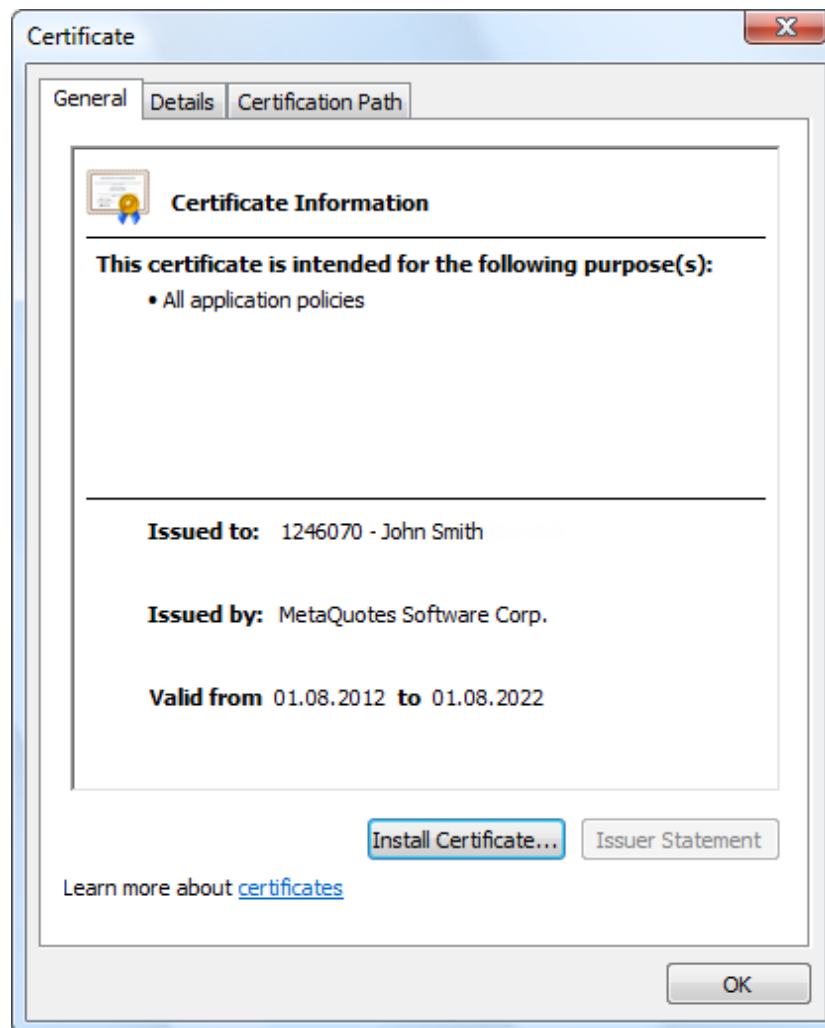 Certificate
General Details Certification Path
Certificate Information
This certificate is intended for the following purpose(s):
• All application policies
Issued to: 1246070 - John Smith
Issued by: MetaQuotes Software Corp.
Valid from 01.08.2012 to 01.08.2022
Install Certificate... Issuer Statement
Learn more about certificates
OK